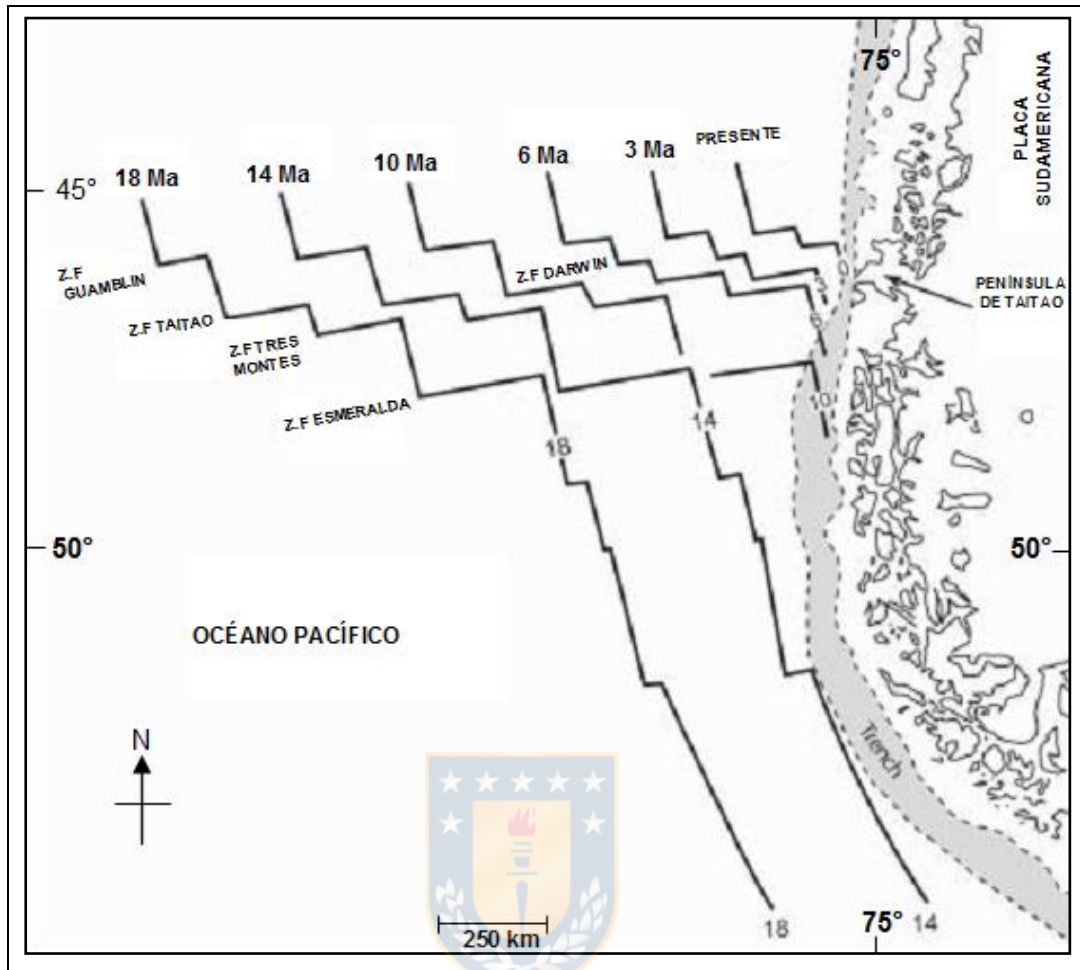 75°
PLACA
SUDAMERICANA
PRESENTE
3 Ma
6 Ma
10 Ma
14 Ma
18 Ma
45°
Z.F
GUAMBLIN
Z.F DARWIN
Z.F TAITAO
Z.F TRES
MONTES
Z.F ESMERALDA
PENÍNSULA
DE TAITAO
0
3
6
10
14
18
50°
50°
OCÉANO PACÍFICO
N
Trench
250 km
18
75°
14